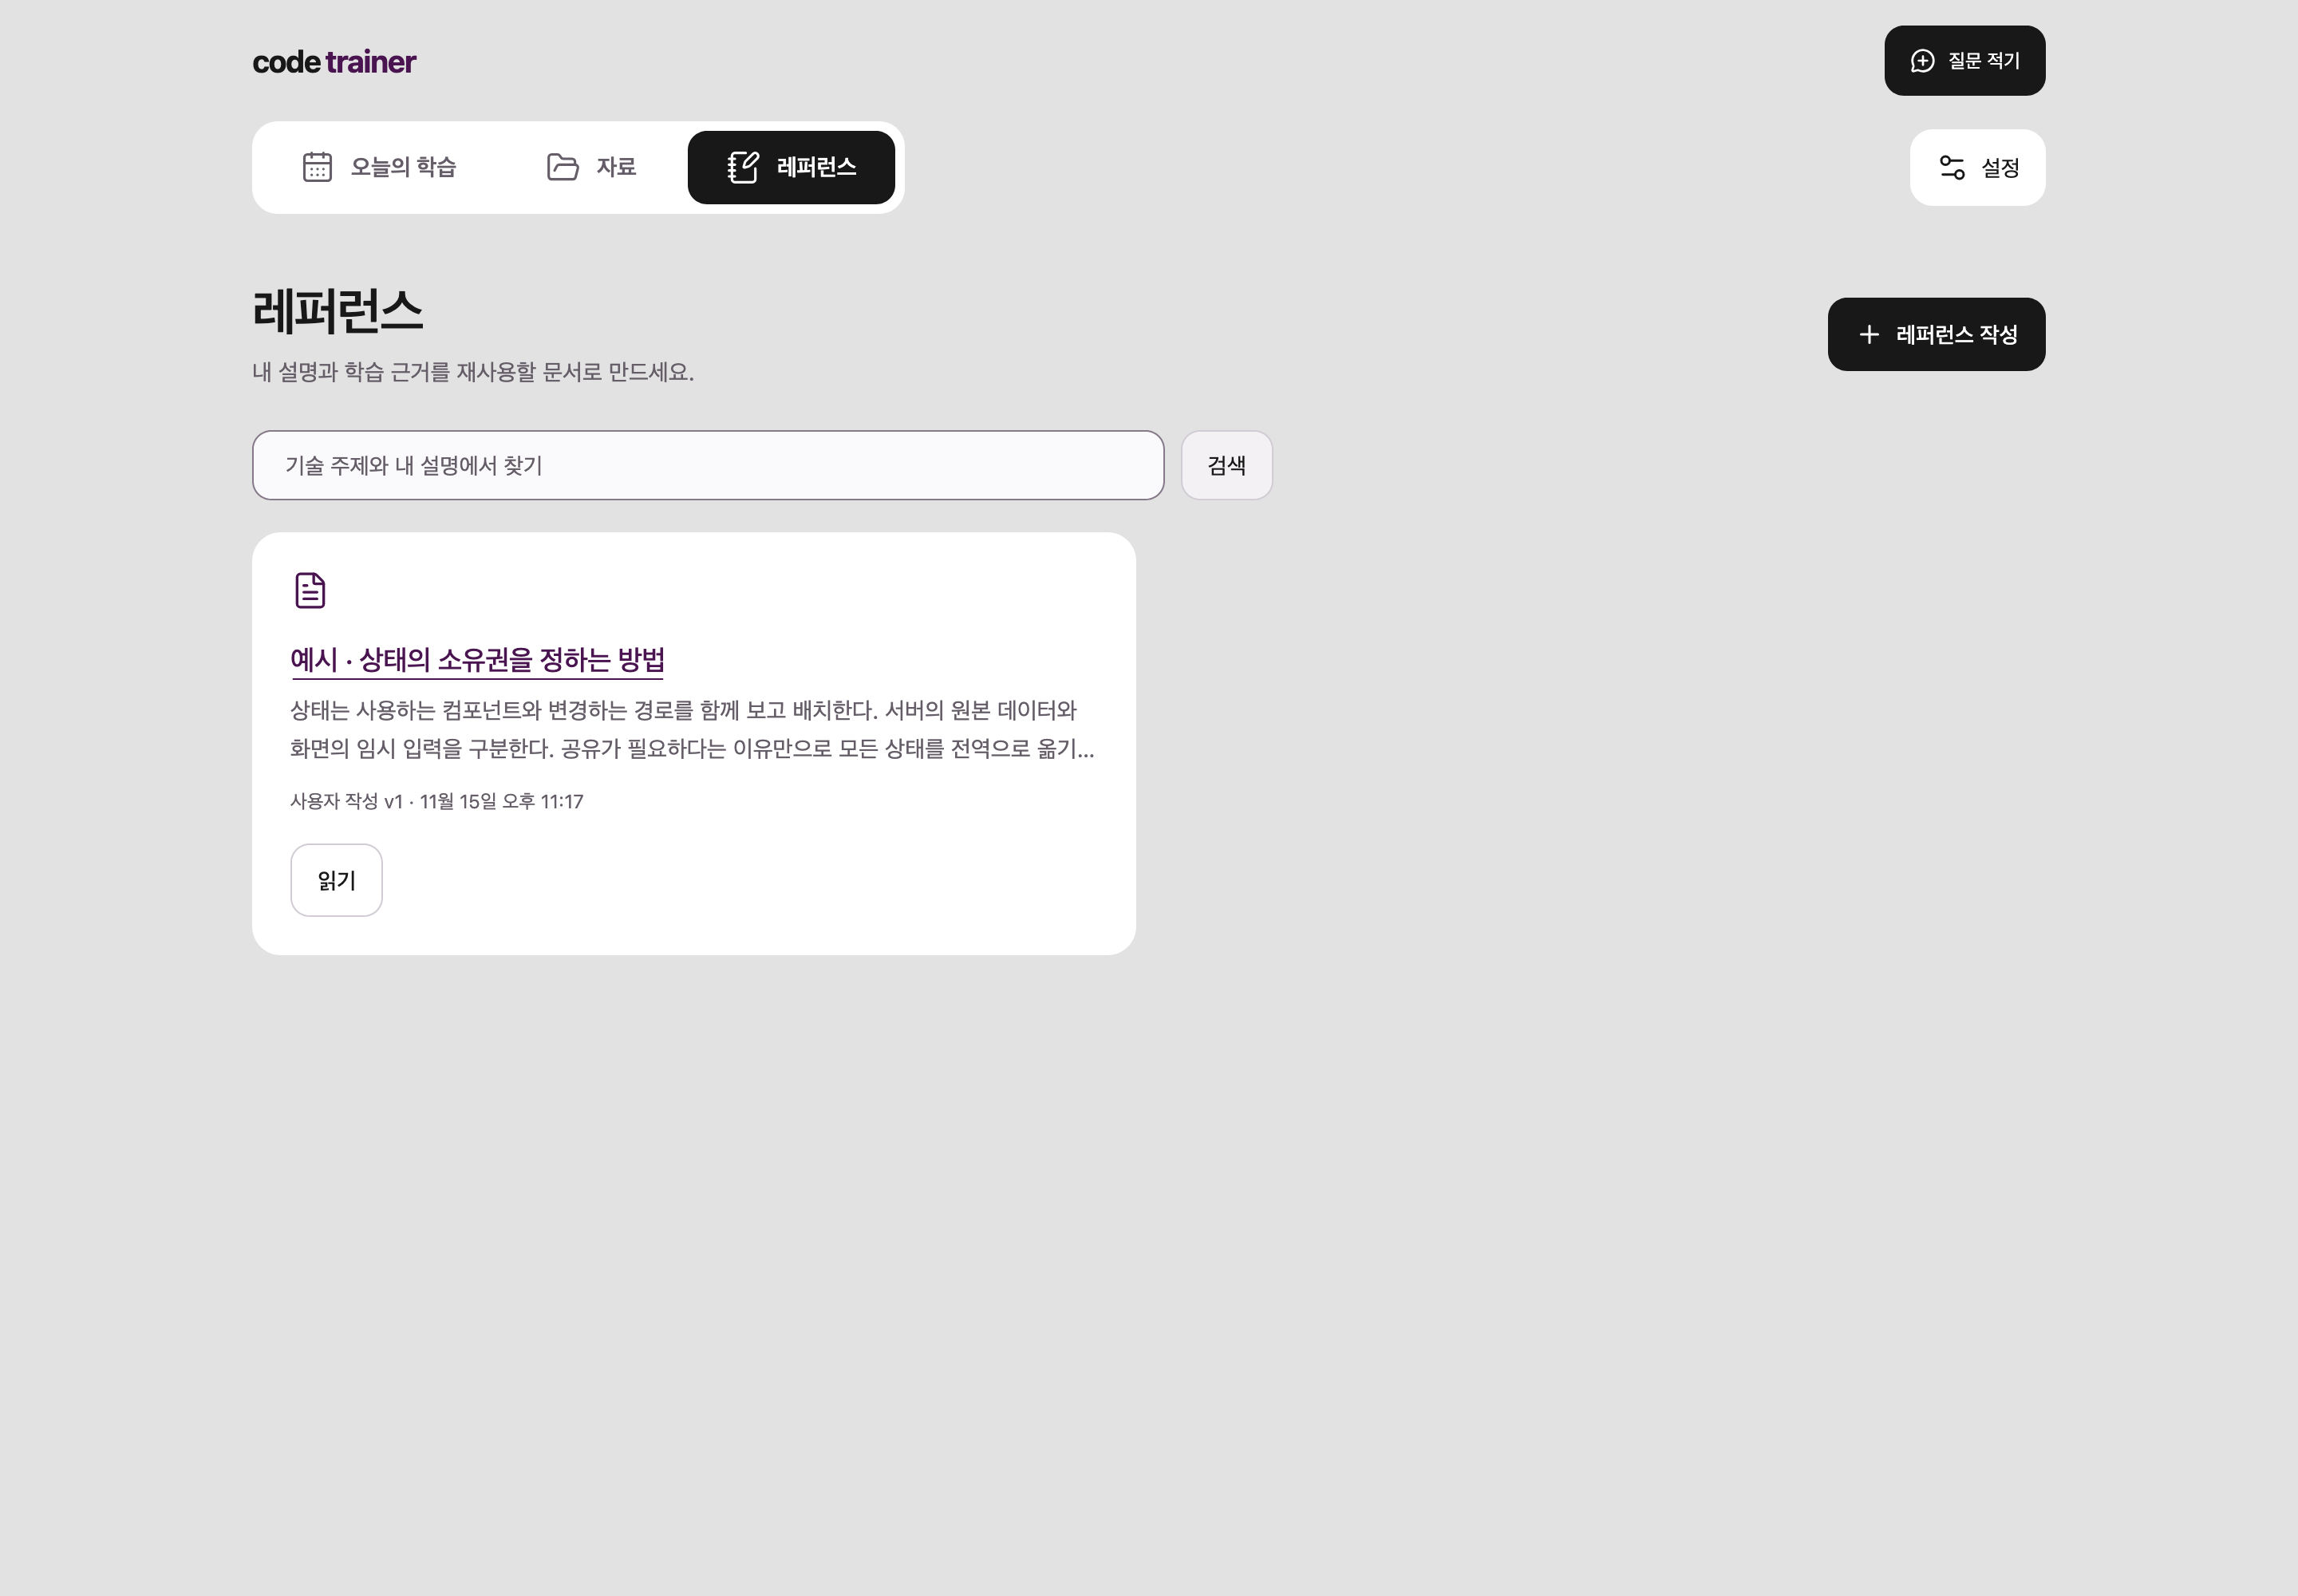 code trainer
질문 적기
오늘의 학습
자료
레퍼런스
설정
레퍼런스
내 설명과 학습 근거를 재사용할 문서로 만드세요.
레퍼런스 작성
기술 주제와 내 설명에서 찾기
검색
예시 · 상태의 소유권을 정하는 방법
상태는 사용하는 컴포넌트와 변경하는 경로를 함께 보고 배치한다. 서버의 원본 데이터와
화면의 임시 입력을 구분한다. 공유가 필요하다는 이유만으로 모든 상태를 전역으로 옮기...
사용자 작성 v1 · 11월 15일 오후 11:17
읽기